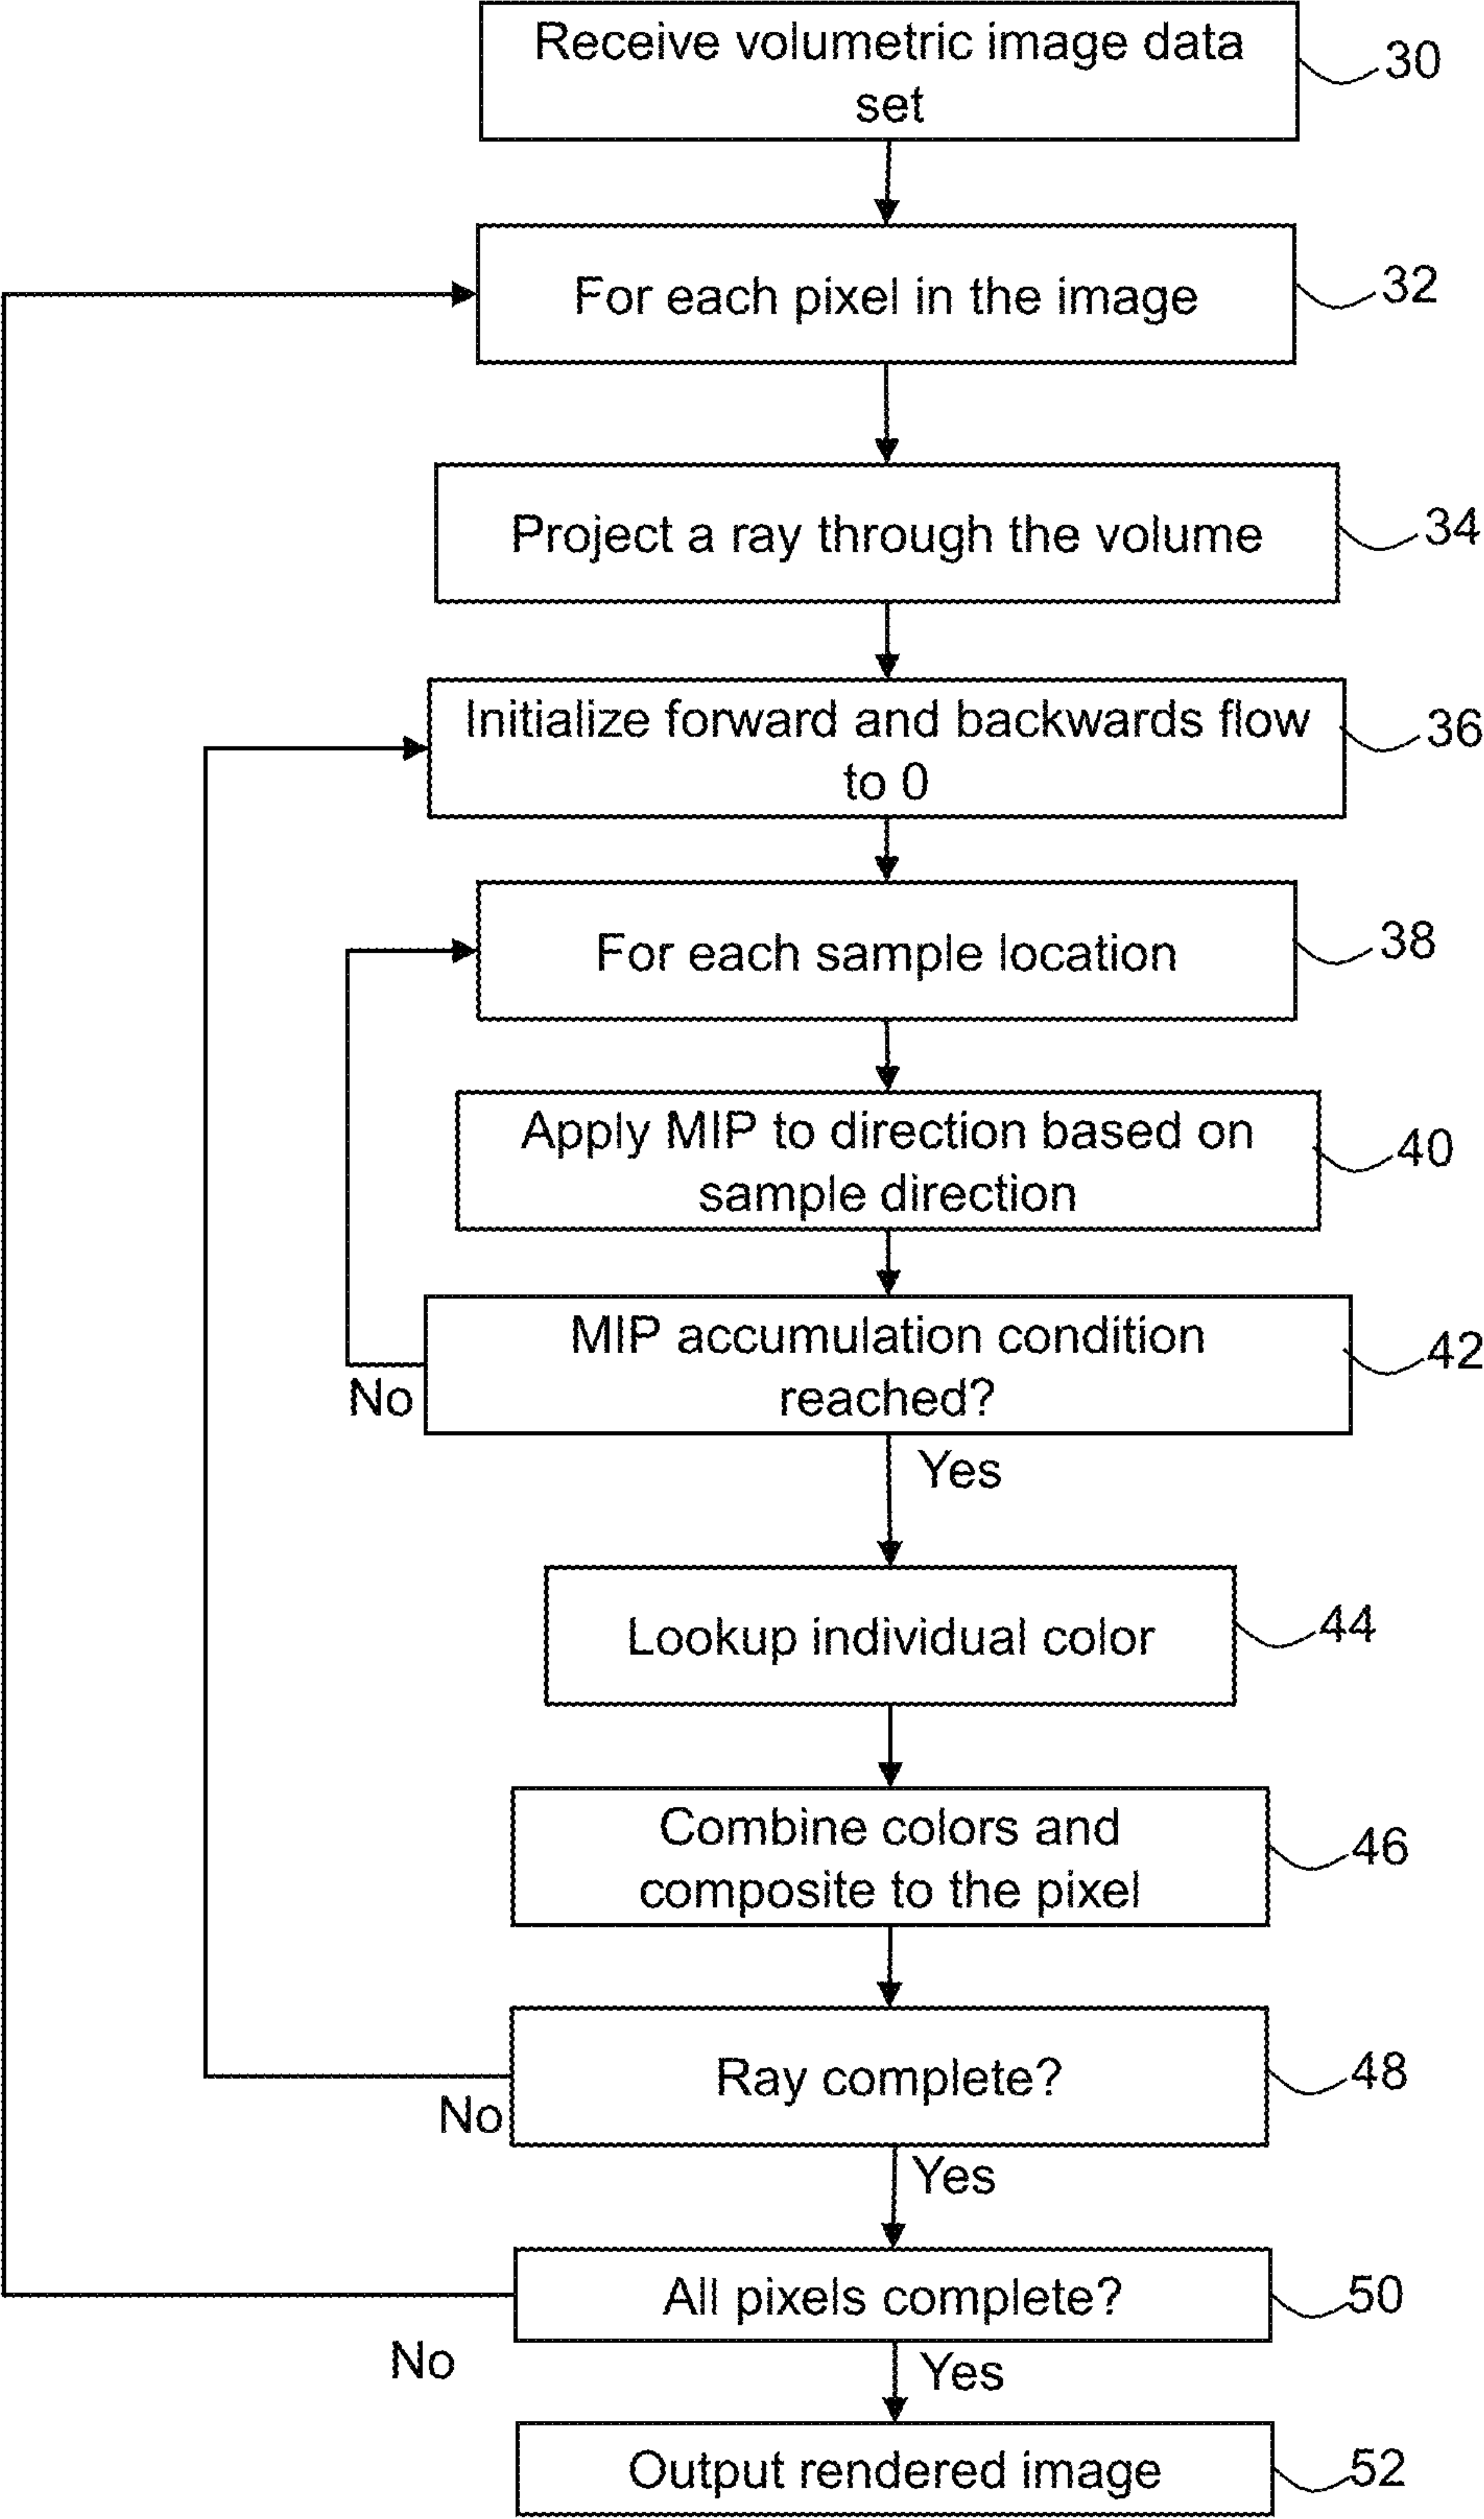 Receive volumetric image data
set
30
For each pixel in the image
32
Project a ray through the volume
34
Initialize forward and backwards flow
to 0
36
For each sample location
38
Apply MIP to direction based on
sample direction
40
MIP accumulation condition
reached?
42
No
Yes
Lookup individual color
44
Combine colors and
composite to the pixel
46
Ray complete?
48
No
Yes
All pixels complete?
50
No
Yes
Output rendered image
52